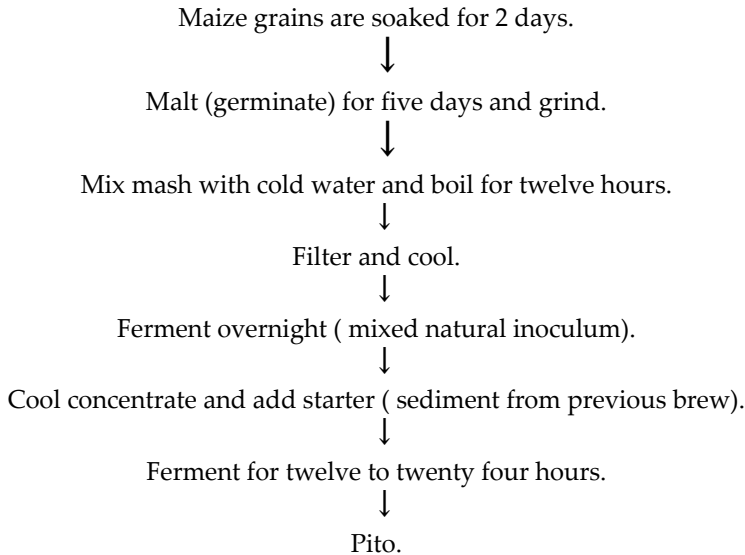 Maize grains are soaked for 2 days.
Malt (germinate) for five days and grind.
Mix mash with cold water and boil for twelve hours.
Filter and cool.
Ferment overnight ( mixed natural inoculum).
Cool concentrate and add starter ( sediment from previous brew).
Ferment for twelve to twenty four hours.
Pito.